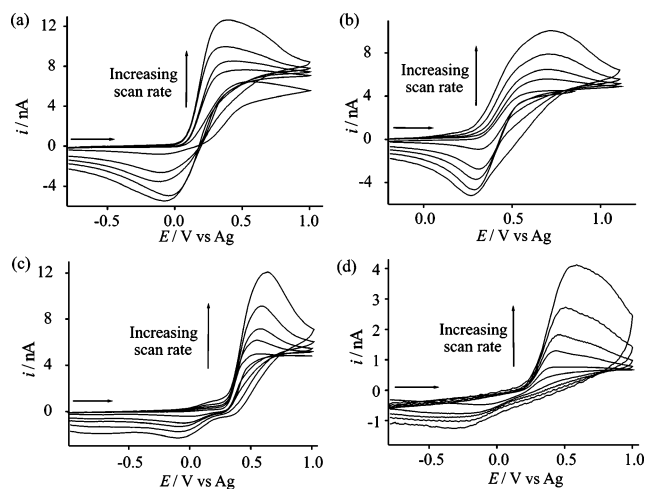 (a)
12
8
4
0
-4
i / nA
Increasing
scan rate
-0.5
0.0
0.5
1.0
E / V vs Ag
(b)
8
4
0
-4
i / nA
Increasing
scan rate
0.0
0.5
1.0
E / V vs Ag
(c)
12
8
4
0
i / nA
Increasing
scan rate
-0.5
0.0
0.5
1.0
E / V vs Ag
(d)
4
3
2
1
0
-1
i / nA
Increasing
scan rate
-0.5
0.0
0.5
1.0
E / V vs Ag